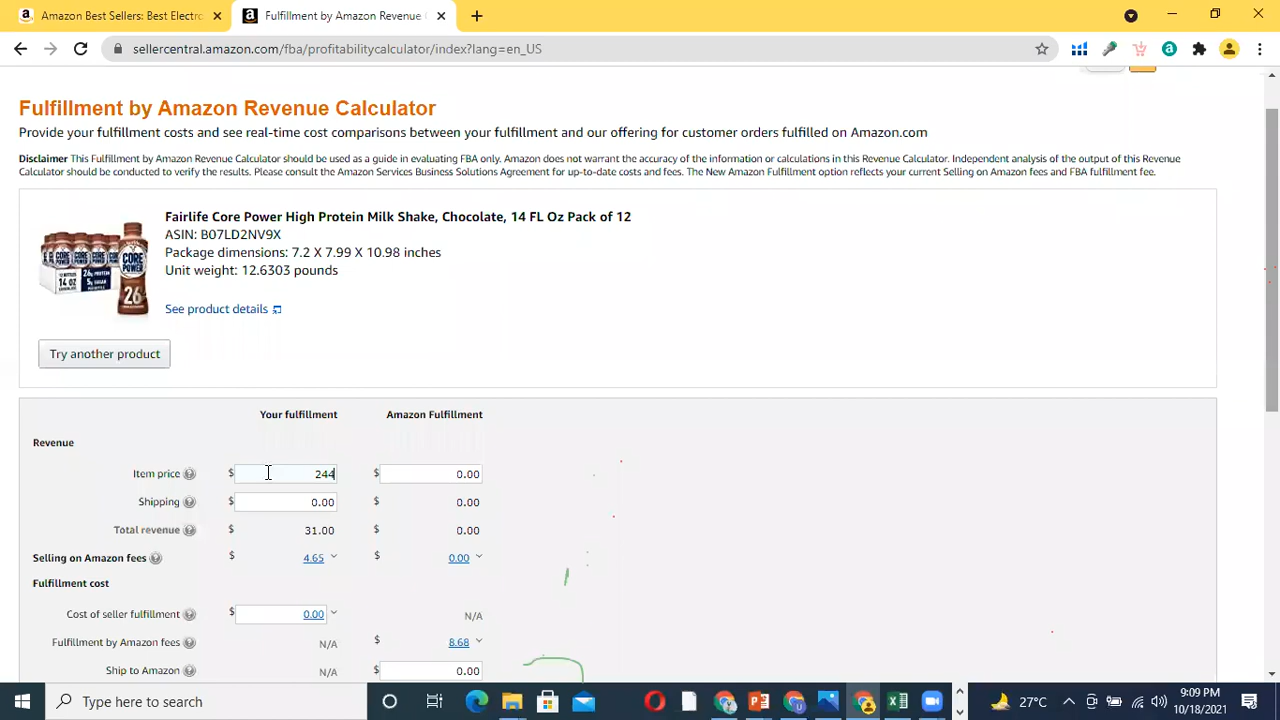 Amazon Best Sellers: Best Electro
Fulfillment by Amazon Revenue C
sellercentral.amazon.com/fba/profitabilitycalculator/index?lang=en_US
Fulfillment by Amazon Revenue Calculator
Provide your fulfillment costs and see real-time cost comparisons between your fulfillment and our offering for customer orders fulfilled on Amazon.com
Disclaimer This Fulfillment by Amazon Revenue Calculator should be used as a guide in evaluating FBA only. Amazon does not warrant the accuracy of the information or calculations in this Revenue Calculator. Independent analysis of the output of this Revenue
Calculator should be conducted to verify the results. Please consult the Amazon Services Business Solutions Agreement for up-to-date costs and fees. The New Amazon Fulfillment option reflects your current Selling on Amazon fees and FBA fulfillment fee.
Fairlife Core Power High Protein Milk Shake, Chocolate, 14 FL Oz Pack of 12
ASIN: B07LD2NV9X
Package dimensions: 7.2 X 7.99 X 10.98 inches
Unit weight: 12.6303 pounds
CORE POWER
26
14 OZ
See product details
Try another product
Your fulfillment Amazon Fulfillment
Revenue
Item price $ 244 $ 0.00
Shipping $ 0.00 $ 0.00
Total revenue $ 31.00 $ 0.00
Selling on Amazon fees $ 4.65 $ 0.00
Fulfillment cost
Cost of seller fulfillment $ 0.00 N/A
Fulfillment by Amazon fees N/A $ 8.68
Ship to Amazon N/A $ 0.00
Type here to search
27°C
9:09 PM
10/18/2021